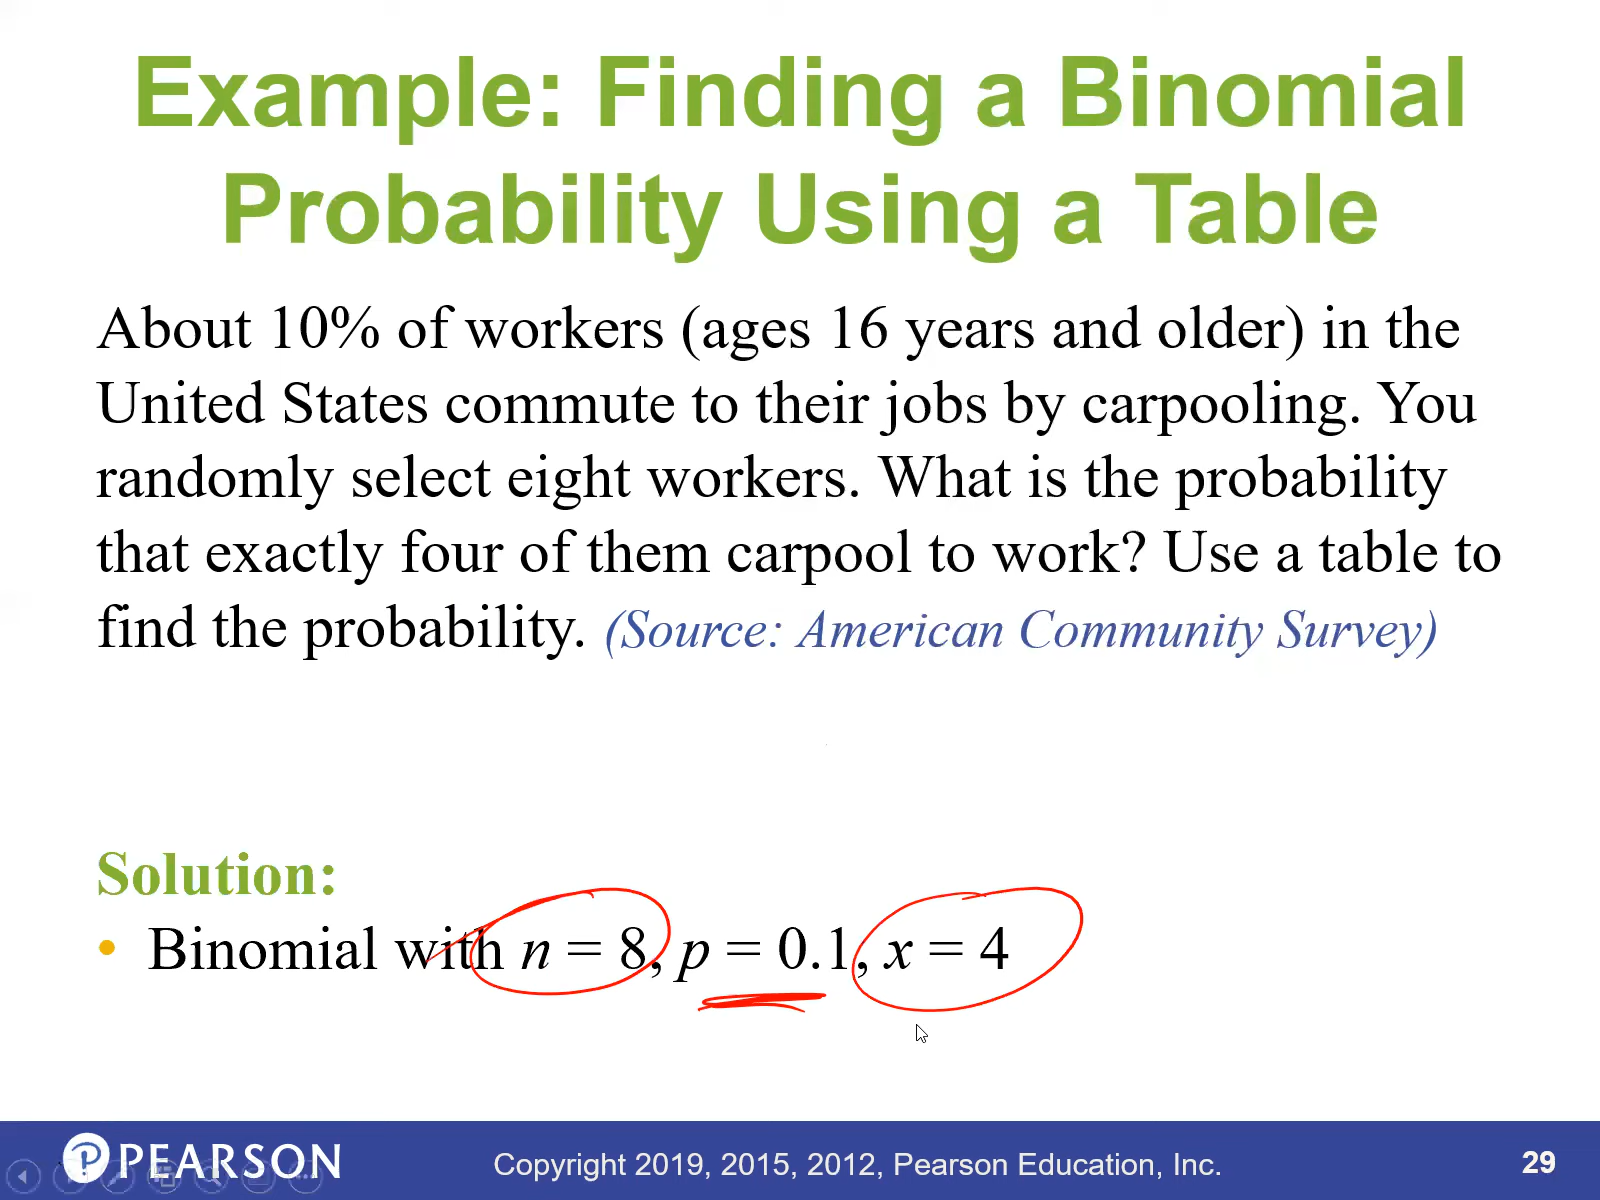 Example: Finding a Binomial
Probability Using a Table
About 10% of workers (ages 16 years and older) in the
United States commute to their jobs by carpooling. You
randomly select eight workers. What is the probability
that exactly four of them carpool to work? Use a table to
find the probability. (Source: American Community Survey)
Solution:
• Binomial with n = 8, p = 0.1, x = 4
PEARSON
Copyright 2019, 2015, 2012, Pearson Education, Inc.
29